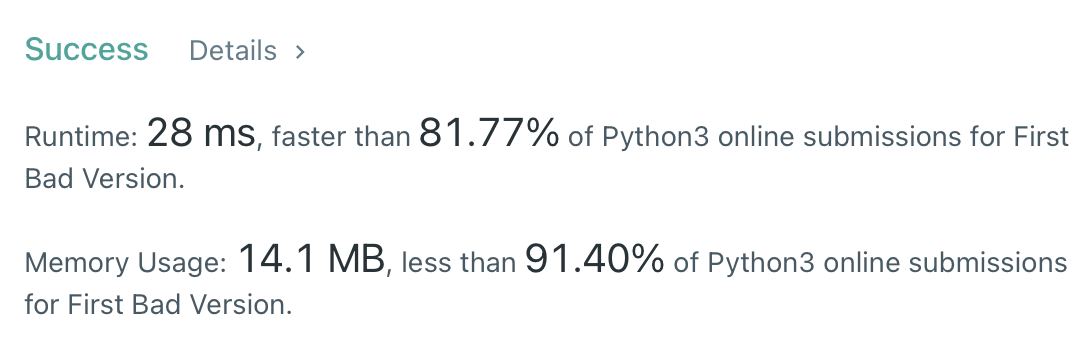 Success Details >
Runtime: 28 ms, faster than 81.77% of Python3 online submissions for First
Bad Version.
Memory Usage: 14.1 MB, less than 91.40% of Python3 online submissions
for First Bad Version.